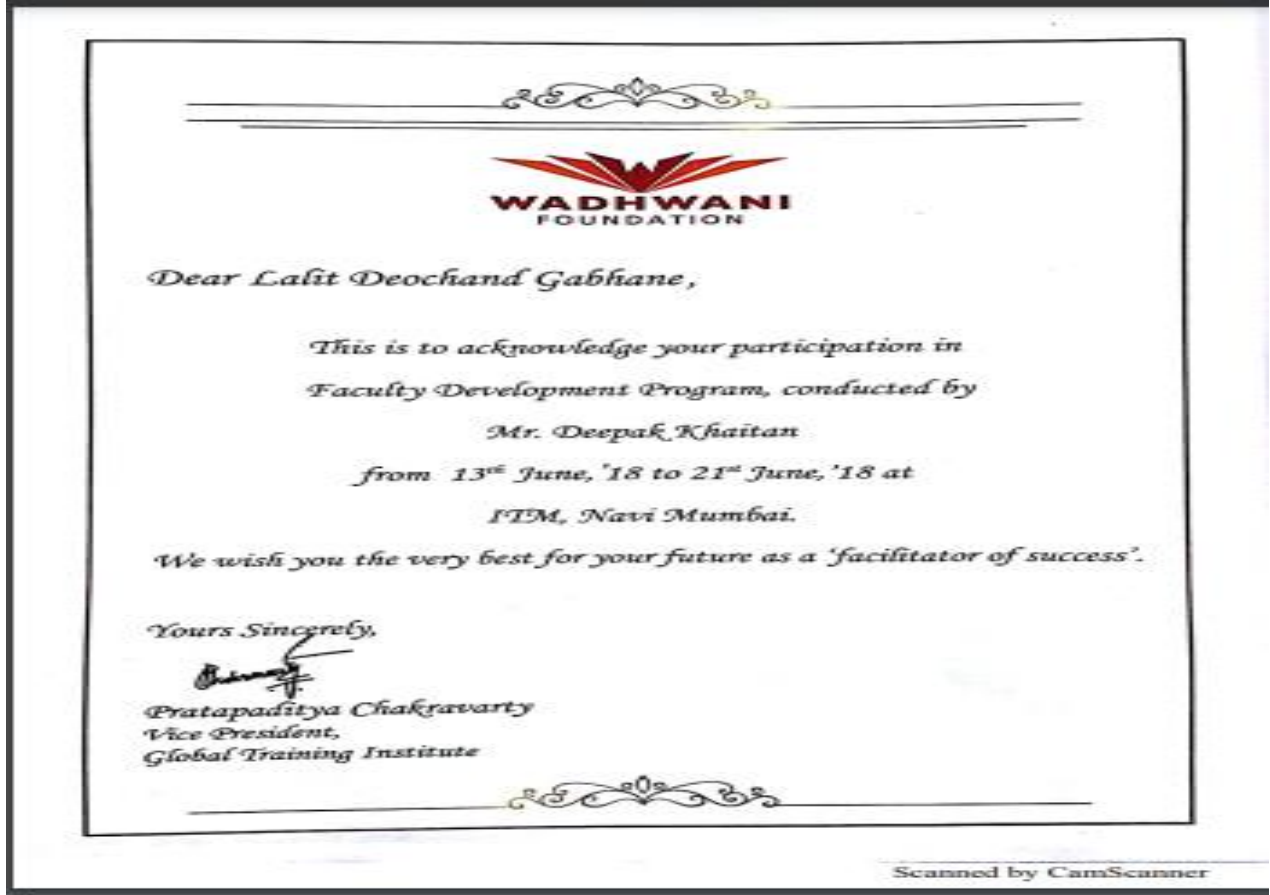 WADHWANI
FOUNDATION
Dear Lalit Deochand Gabhane,
This is to acknowledge your participation in
Faculty Development Program, conducted by
Mr. Deepak Khaitan
from 13th June, '18 to 21st June, '18 at
ITM, Navi Mumbai.
We wish you the very best for your future as a 'facilitator of success'.
Yours Sincerely,
Pratapaditya Chakravarty
Vice President,
Global Training Institute
Scanned by CamScanner